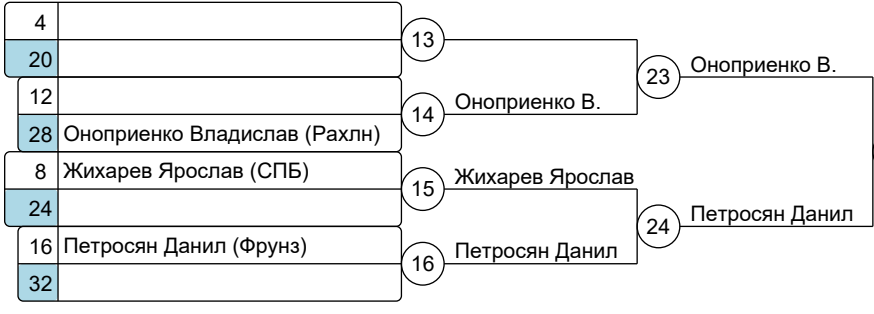 4
13
20
Оноприенко В.
23
12
Оноприенко В.
14
28 Оноприенко Владислав (Рахлн)
8 Жихарев Ярослав (СПБ)
15
Жихарев Ярослав
24
Петросян Данил
24
16 Петросян Данил (Фрунз)
Петросян Данил
16
32